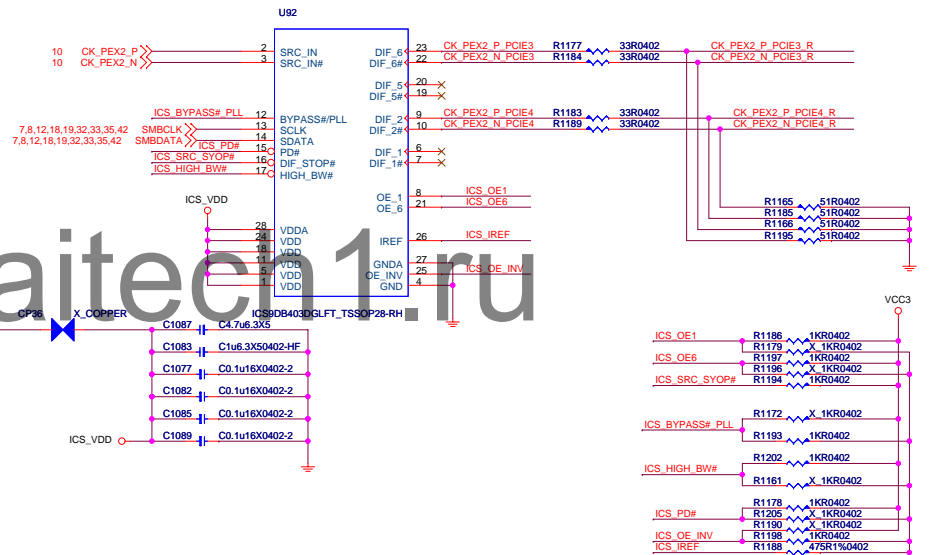 U92
10 CK_PEX2_P 2 SRC_IN DIF_6 23 CK_PEX2_P_PCIE3 R1177 33R0402 CK_PEX2_P_PCIE3_R
10 CK_PEX2_N 3 SRC_IN# DIF_6# 22 CK_PEX2_N_PCIE3 R1184 33R0402 CK_PEX2_N_PCIE3_R
DIF_5 20
DIF_5# 19
ICS_BYPASS#_PLL 12 BYPASS#/PLL DIF_2 9 CK_PEX2_P_PCIE4 R1183 33R0402 CK_PEX2_P_PCIE4_R
7,8,12,18,19,32,33,35,42 SMBCLK 13 SCLK DIF_2# 10 CK_PEX2_N_PCIE4 R1189 33R0402 CK_PEX2_N_PCIE4_R
7,8,12,18,19,32,33,35,42 SMBDATA 14 SDATA
ICS_PD# 15 PD# DIF_1 6
ICS_SRC_SYOP# 16 DIF_STOP# DIF_1# 7
ICS_HIGH_BW# 17 HIGH_BW#
OE_1 8 ICS_OE1
OE_6 21 ICS_OE6
ICS_VDD
R1165 51R0402
R1185 51R0402
R1166 51R0402
R1195 51R0402
28 VDDA
24 VDD IREF 26 ICS_IREF
18 VDD
11 VDD GNDA 27
5 VDD OE_INV 25 ICS_OE_INV
1 VDD GND 4
aitech1.ru
ICS9DB403DGLFT_TSSOP28-RH
VCC3
CP36 X_COPPER
C1087 C4.7u6.3X5
C1083 C1u6.3X50402-HF
C1077 C0.1u16X0402-2
C1082 C0.1u16X0402-2
C1085 C0.1u16X0402-2
ICS_VDD C1089 C0.1u16X0402-2
ICS_OE1 R1186 1KR0402
R1179 X_1KR0402
ICS_OE6 R1197 1KR0402
R1196 X_1KR0402
ICS_SRC_SYOP# R1194 1KR0402
R1172 X_1KR0402
ICS_BYPASS#_PLL
R1193 1KR0402
R1202 1KR0402
ICS_HIGH_BW#
R1161 X_1KR0402
R1178 1KR0402
ICS_PD# R1205 X_1KR0402
R1190 X_1KR0402
ICS_OE_INV R1198 1KR0402
ICS_IREF R1188 475R1%0402